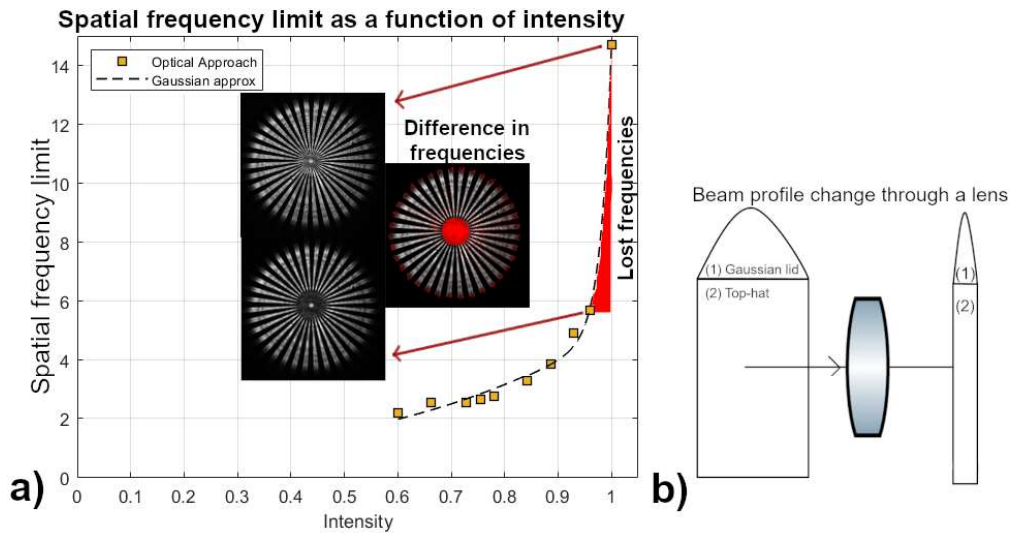 Spatial frequency limit as a function of intensity
Optical Approach
Gaussian approx
Difference in
frequencies
Lost frequencies
Spatial frequency limit
14
12
10
8
6
4
2
0
0 0.1 0.2 0.3 0.4 0.5 0.6 0.7 0.8 0.9 1
Intensity
a)
Beam profile change through a lens
(1) Gaussian lid
(2) Top-hat
(1)
(2)
b)